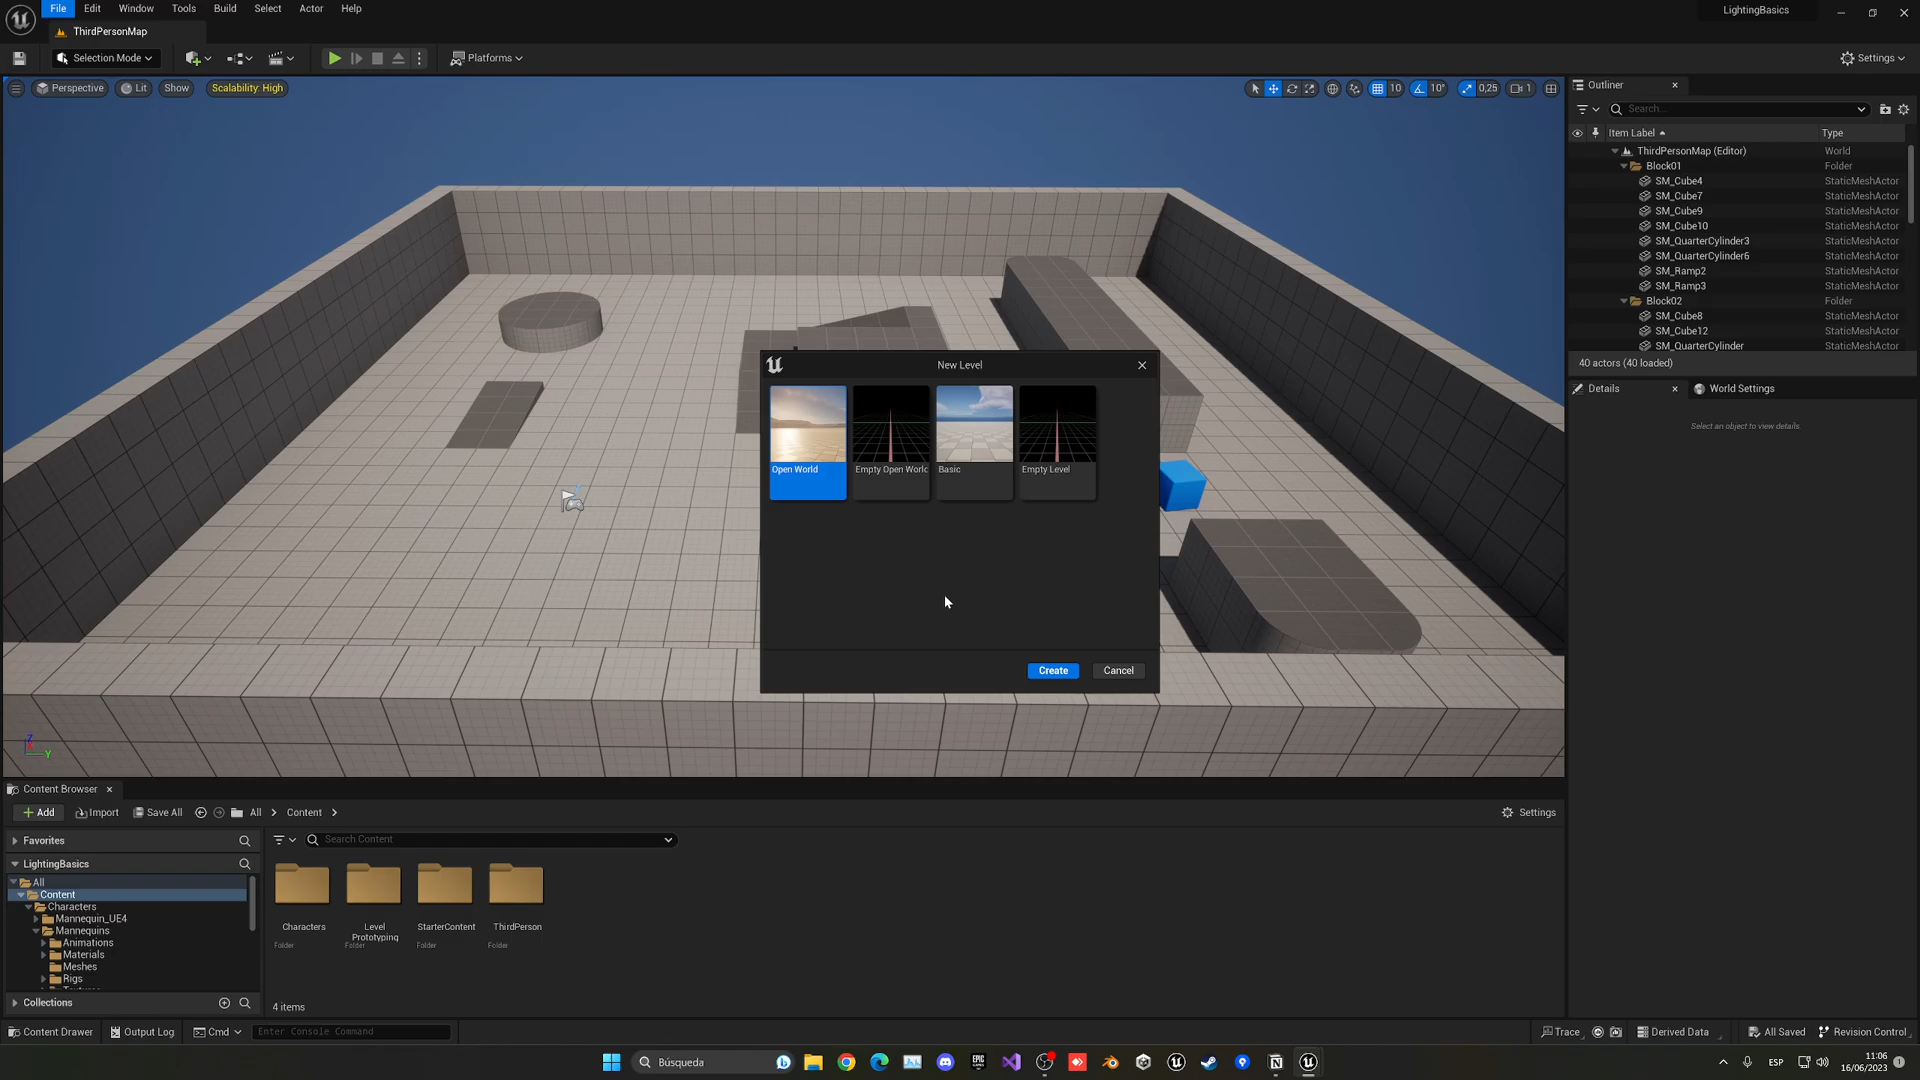 File Edit Window Tools Build Select Actor Help
LightingBasics
ThirdPersonMap
Selection Mode
Platforms
Settings
Perspective
Lit
Show
Scalability: High
10
10°
0,25
1
Outliner
Search...
Item Label
Type
ThirdPersonMap (Editor) World
Block01 Folder
SM_Cube4 StaticMeshActor
SM_Cube7 StaticMeshActor
SM_Cube9 StaticMeshActor
SM_Cube10 StaticMeshActor
SM_QuarterCylinder3 StaticMeshActor
SM_QuarterCylinder6 StaticMeshActor
SM_Ramp2 StaticMeshActor
SM_Ramp3 StaticMeshActor
Block02 Folder
SM_Cube8 StaticMeshActor
SM_Cube12 StaticMeshActor
SM_QuarterCylinder StaticMeshActor
40 actors (40 loaded)
Details
World Settings
Select an object to view details.
New Level
Open World
Empty Open World
Basic
Empty Level
Create
Cancel
Z
Y
Content Browser
Add
Import
Save All
All
Content
Settings
Favorites
Search Content
LightingBasics
All
Content
Characters
Mannequin_UE4
Mannequins
Animations
Materials
Meshes
Rigs
Characters
Folder
Level Prototyping
Folder
StarterContent
Folder
ThirdPerson
Folder
Collections
4 items
Content Drawer
Output Log
Cmd
Enter Console Command
Trace
Derived Data
All Saved
Revision Control
Búsqueda
EPIC GAMES
ESP
11:06
16/06/2023
1